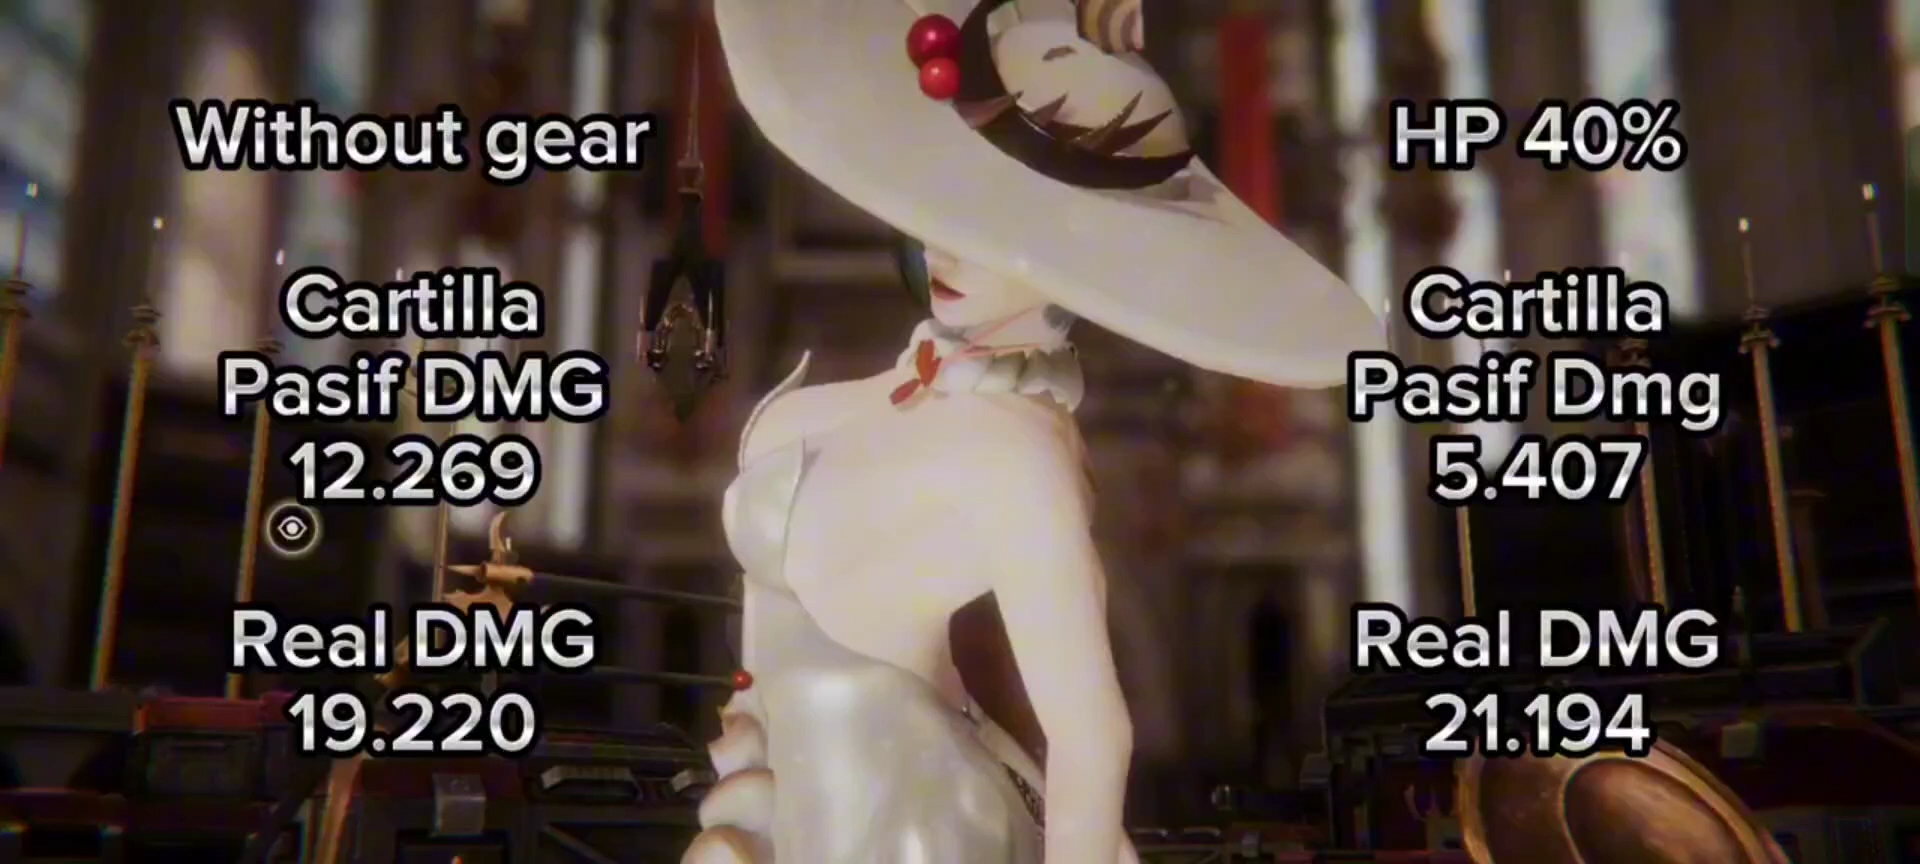 Without gear
Cartilla
Pasif DMG
12.269
Real DMG
19.220
HP 40%
Cartilla
Pasif Dmg
5.407
Real DMG
21.194